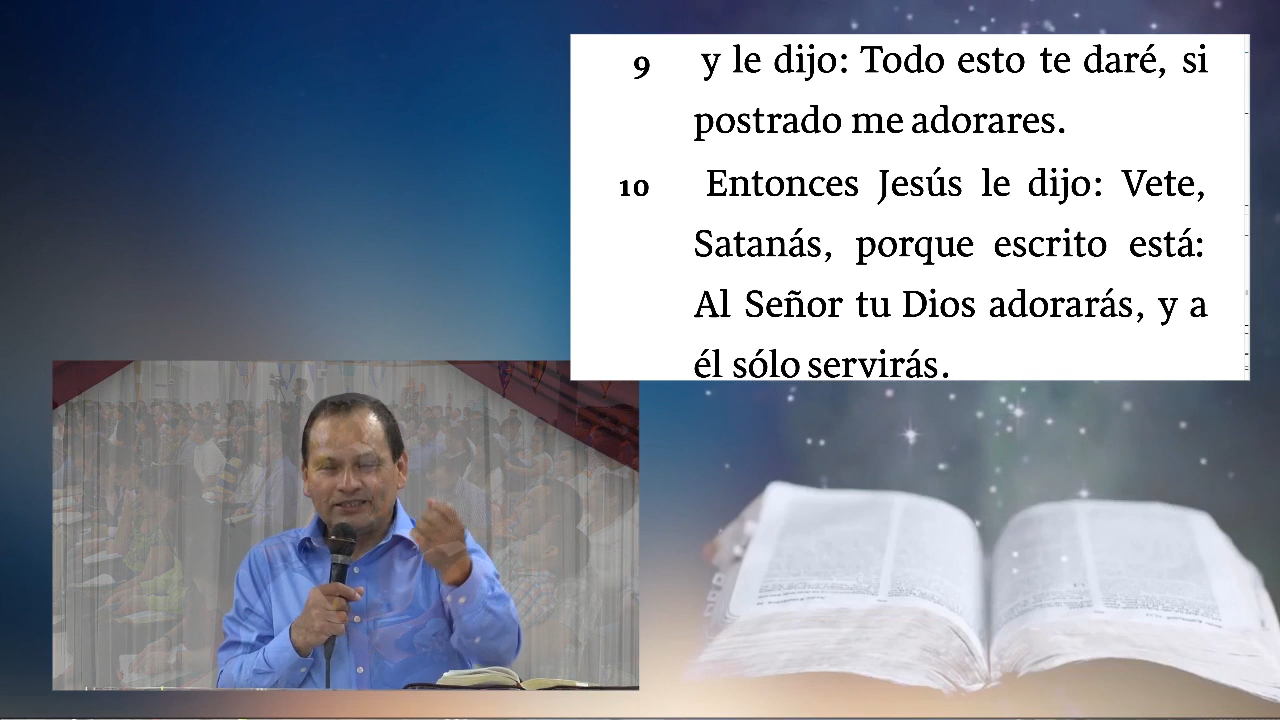 9 y le dijo: Todo esto te daré, si
postrado me adorares.
10 Entonces Jesús le dijo: Vete,
Satanás, porque escrito está:
Al Señor tu Dios adorarás, y a
él sólo servirás.